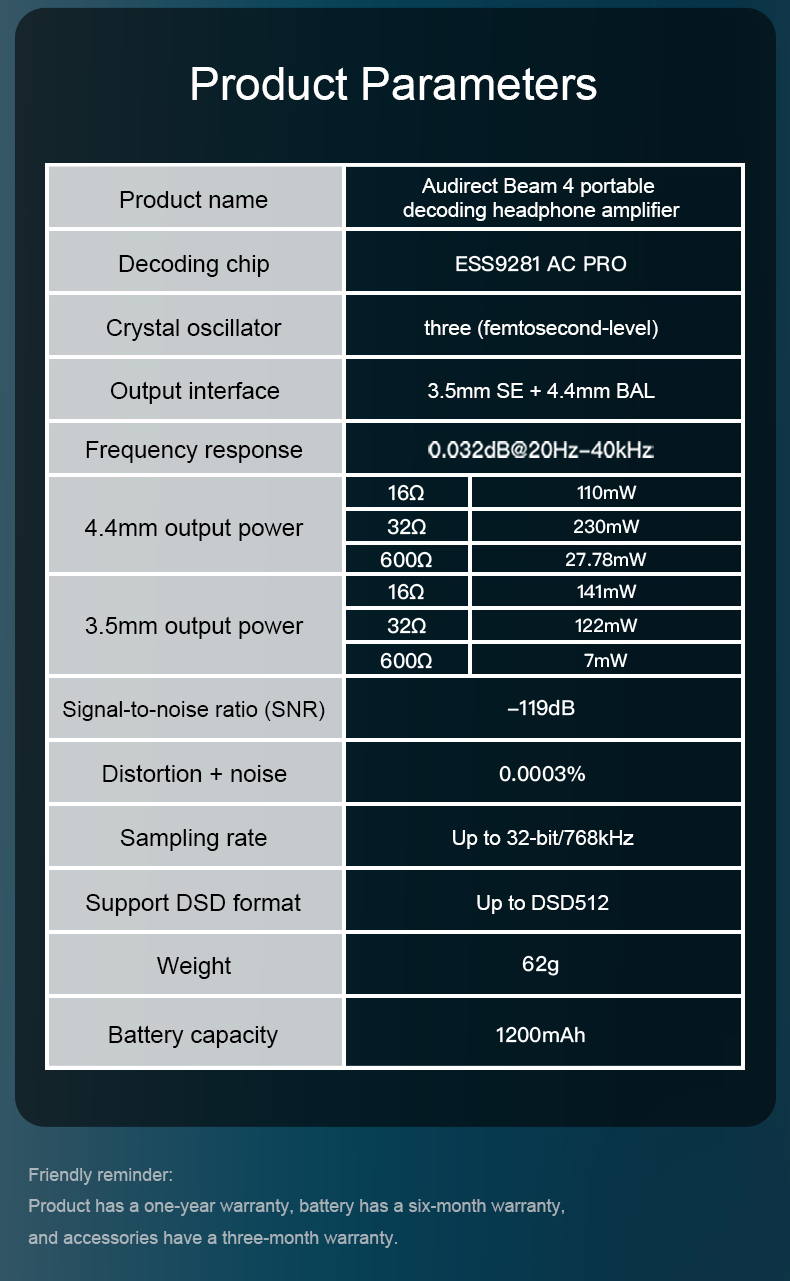 Product Parameters
Product name
Audirect Beam 4 portable
decoding headphone amplifier
Decoding chip
ESS9281 AC PRO
Crystal oscillator
three (femtosecond-level)
Output interface
3.5mm SE + 4.4mm BAL
Frequency response
0.032dB@20Hz–40kHz
4.4mm output power
16Ω 110mW
32Ω 230mW
600Ω 27.78mW
3.5mm output power
16Ω 141mW
32Ω 122mW
600Ω 7mW
Signal-to-noise ratio (SNR)
–119dB
Distortion + noise
0.0003%
Sampling rate
Up to 32-bit/768kHz
Support DSD format
Up to DSD512
Weight
62g
Battery capacity
1200mAh
Friendly reminder:
Product has a one-year warranty, battery has a six-month warranty,
and accessories have a three-month warranty.